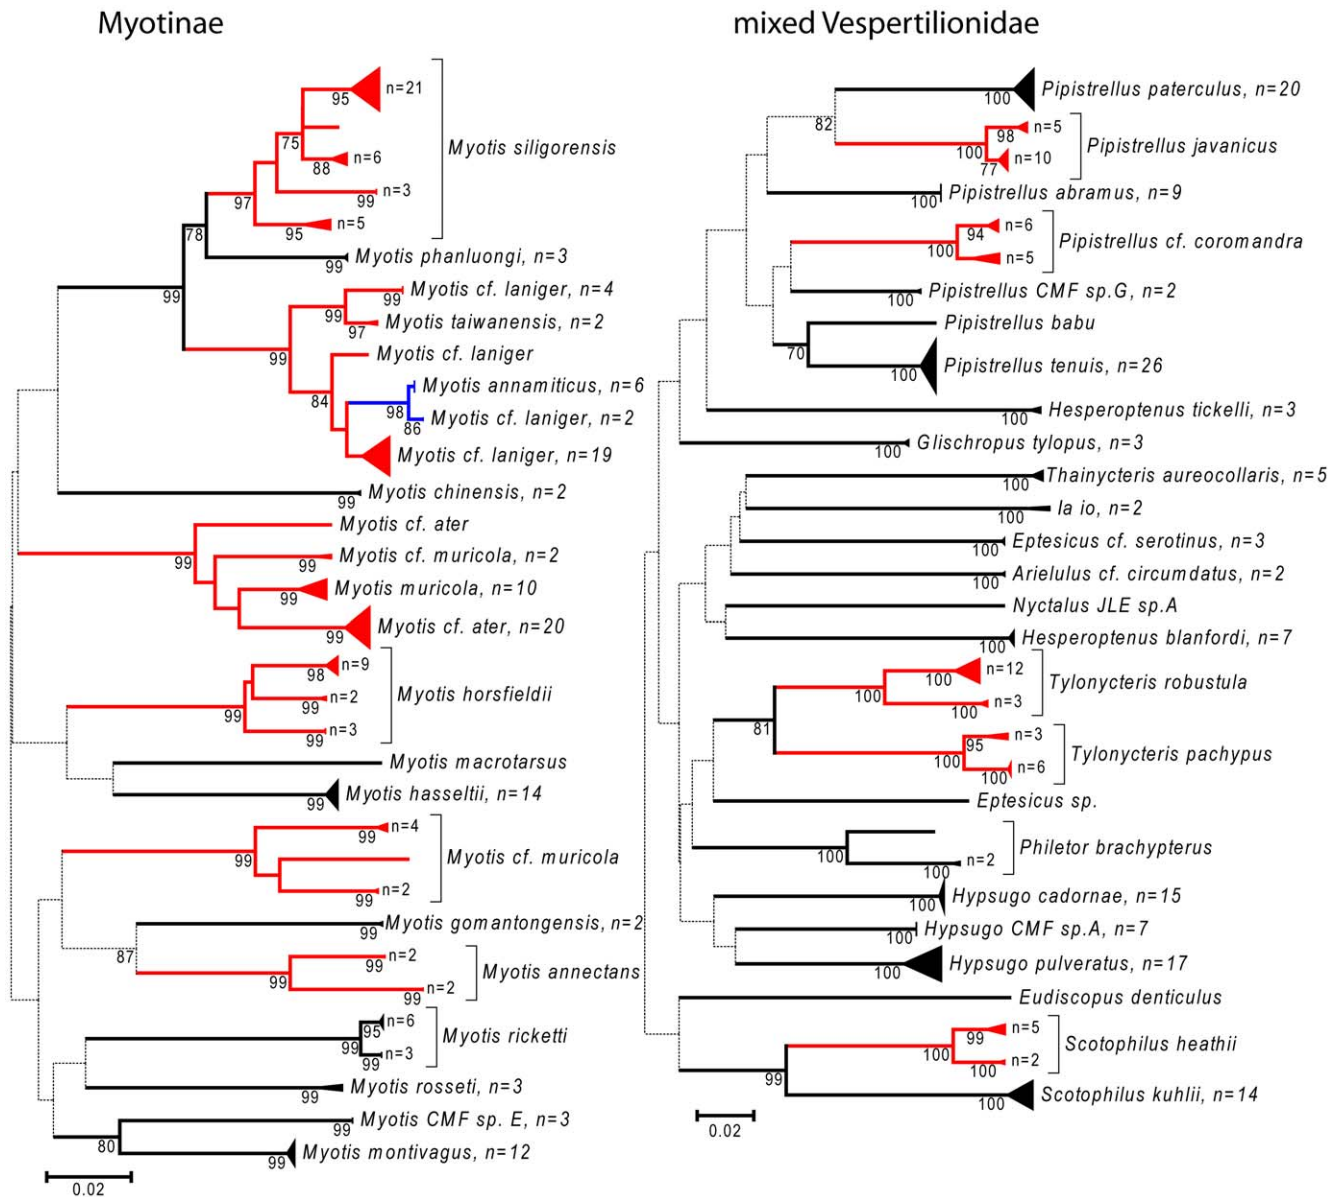 Myotinae
95 n=21
75
88 n=6
99 n=3
97
95 n=5
Myotis siligorensis
78
99 Myotis phanluongi, n=3
99
99 Myotis cf. laniger, n=4
99
97 Myotis taiwanensis, n=2
99
Myotis cf. laniger
84
Myotis annamiticus, n=6
98
86 Myotis cf. laniger, n=2
Myotis cf. laniger, n=19
99 Myotis chinensis, n=2
Myotis cf. ater
99
99 Myotis cf. muricola, n=2
99 Myotis muricola, n=10
99 Myotis cf. ater, n=20
98 n=9
99 n=2
99
99 n=3
Myotis horsfieldii
Myotis macrotarsus
99 Myotis hasseltii, n=14
99 n=4
99
99 n=2
Myotis cf. muricola
99 Myotis gomantongensis, n=2
87
99 n=2
99
99 n=2
Myotis annectans
95 n=6
99
99 n=3
Myotis ricketti
99 Myotis rosseti, n=3
99 Myotis CMF sp. E, n=3
80
99 Myotis montivagus, n=12
0.02
mixed Vespertilionidae
100 Pipistrellus paterculus, n=20
82
98 n=5
100
77 n=10
Pipistrellus javanicus
100 Pipistrellus abramus, n=9
94 n=6
100
n=5
Pipistrellus cf. coromandra
100 Pipistrellus CMF sp.G, n=2
Pipistrellus babu
70
100 Pipistrellus tenuis, n=26
100 Hesperoptenus tickelli, n=3
100 Glischropus tylopus, n=3
100 Thainycteris aureocollaris, n=5
100 Ia io, n=2
100 Eptesicus cf. serotinus, n=3
100 Arielulus cf. circumdatus, n=2
Nyctalus JLE sp.A
100 Hesperoptenus blanfordi, n=7
100 n=12
100
100 n=3
Tylonycteris robustula
81
95 n=3
100
100 n=6
Tylonycteris pachypus
Eptesicus sp.
100
100 n=2
Philetor brachypterus
100 Hypsugo cadornae, n=15
100 Hypsugo CMF sp.A, n=7
100 Hypsugo pulveratus, n=17
Eudiscopus denticulus
99 n=5
100
100 n=2
Scotophilus heathii
99
100 Scotophilus kuhlii, n=14
0.02